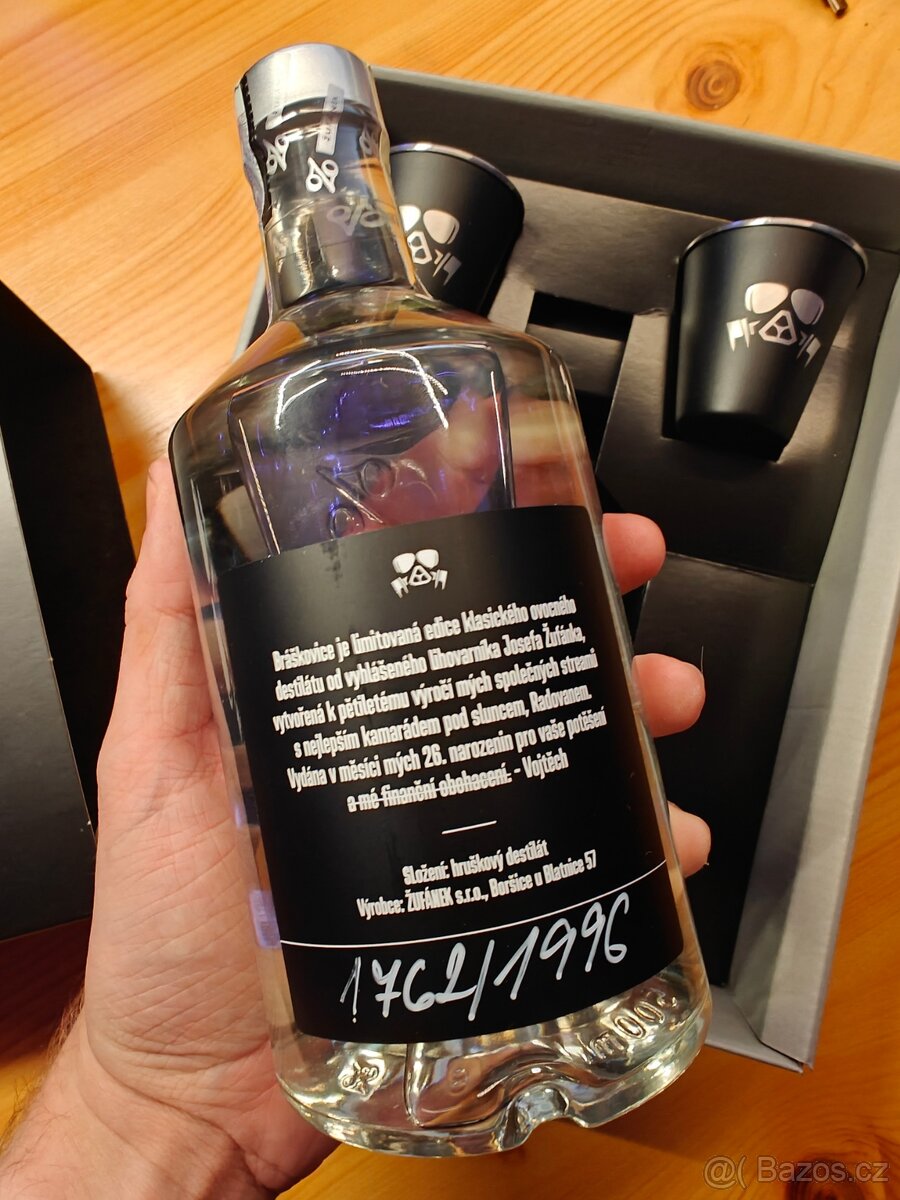 ŽUFÁNEK
Bráškovice je limitovaná edice klasického ovocného
destilátu od vyhlášeného lihovarníka Josefa Žufánka,
vytvořená k pětiletému výročí mých společných streamů
s nejlepším kamarádem pod sluncem, Radovanem.
Vydána v měsíci mých 26. narozenin pro vaše potěšení
a mé finanční obohacení. - Vojtěch
Složení: hruškový destilát
Výrobce: ŽUFÁNEK s.r.o., Boršice u Blatnice 57
1762/1996
500m
@( Bazos.cz